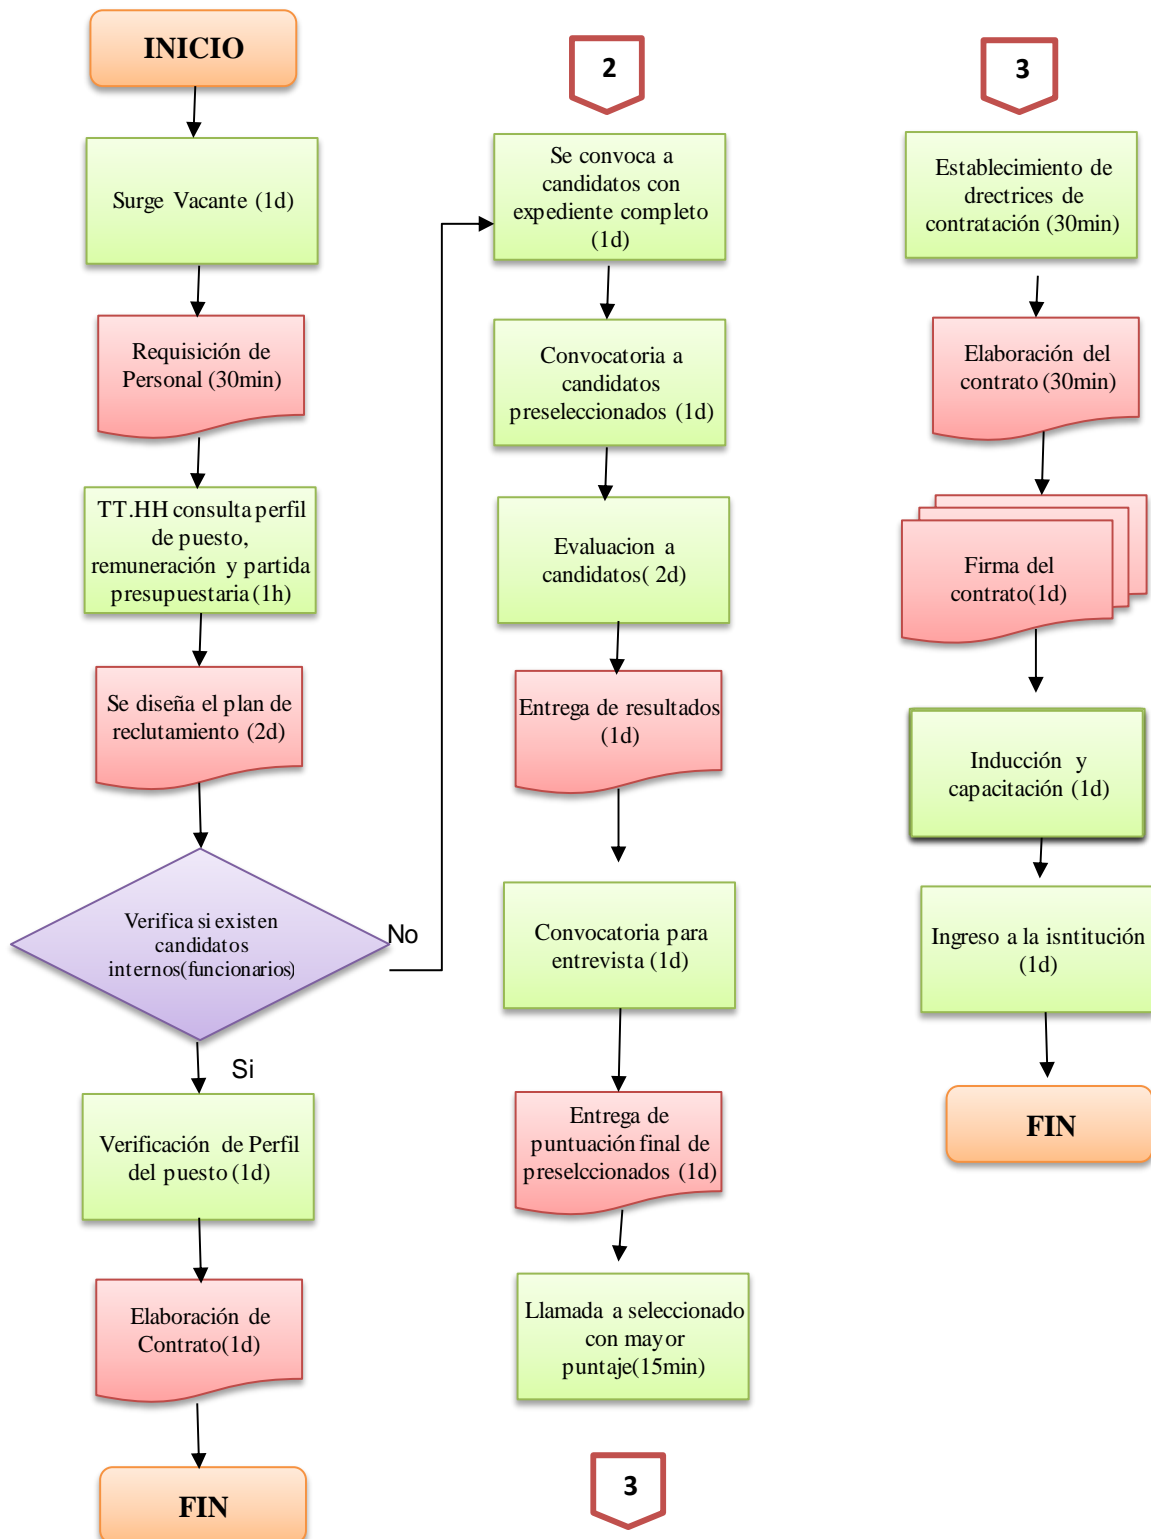 INICIO
Surge Vacante (1d)
Requisición de
Personal (30min)
TT.HH consulta perfil
de puesto,
remuneración y partida
presupuestaria (1h)
Se diseña el plan de
reclutamiento (2d)
Verifica si existen
candidatos
internos(funcionarios)
No
Si
Verificación de Perfil
del puesto (1d)
Elaboración de
Contrato(1d)
FIN
2
Se convoca a
candidatos con
expediente completo
(1d)
Convocatoria a
candidatos
preseleccionados (1d)
Evaluacion a
candidatos( 2d)
Entrega de resultados
(1d)
Convocatoria para
entrevista (1d)
Entrega de
puntuación final de
preselccionados (1d)
Llamada a seleccionado
con mayor
puntaje(15min)
3
3
Establecimiento de
drectrices de
contratación (30min)
Elaboración del
contrato (30min)
Firma del
contrato(1d)
Inducción y
capacitación (1d)
Ingreso a la isntitución
(1d)
FIN